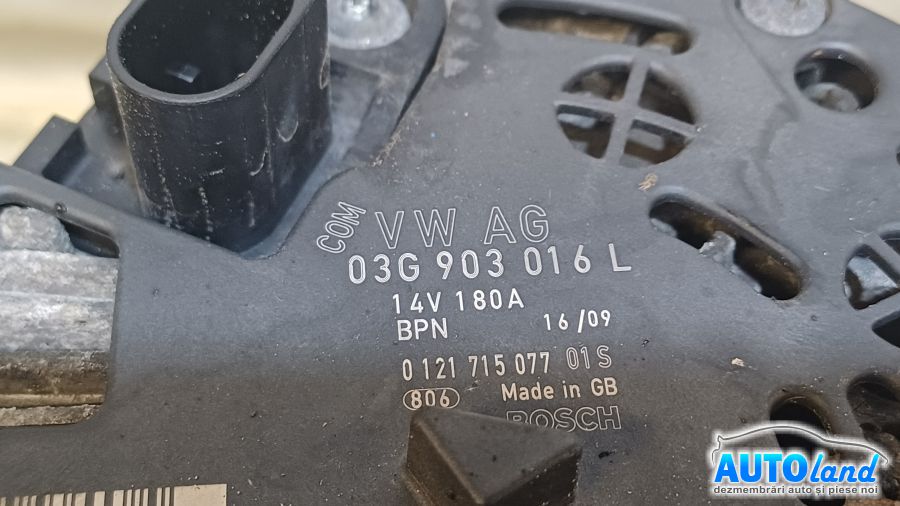 COM VW AG
03G 903 016 L
14V 180A
BPN 16/09
0 121 715 077 01S
806 Made in GB
BOSCH
AUTOland
dezmembrări auto și piese noi